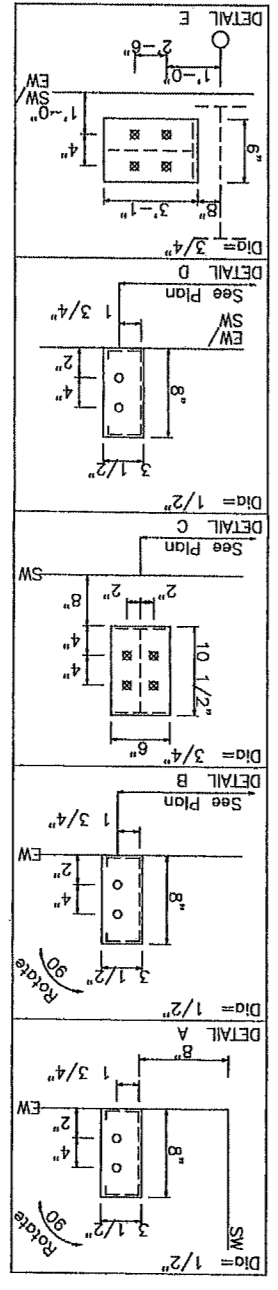 Dia= 1/2"
Rotate
90
SW
3 1/2"
8"
4"
2"
EW
1 3/4"
8"
DETAIL A
Dia= 1/2"
Rotate
90
3 1/2"
8"
4"
2"
EW
1 3/4"
See Plan
DETAIL B
Dia= 3/4"
6"
10 1/2"
4"
4"
2"
2"
8"
SW
See Plan
DETAIL C
Dia= 1/2"
3 1/2"
8"
4"
2"
EW/
SW
1 3/4"
See Plan
DETAIL D
Dia= 3/4"
8"
3'-1"
6"
4"
1'-0"
SW
EW/
1'-0"
2'-6"
DETAIL E